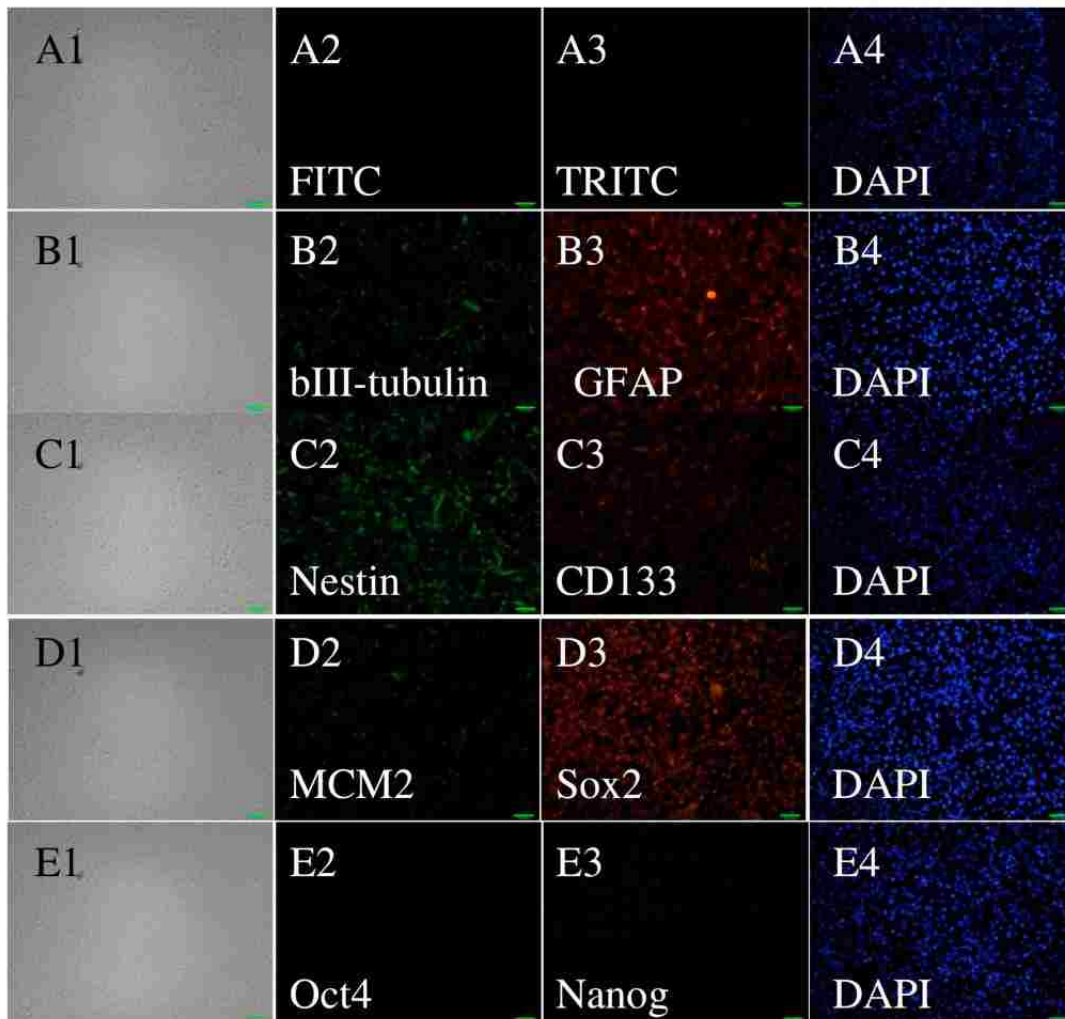 A1 A2 A3 A4
FITC TRITC DAPI
B1 B2 B3 B4
bIII-tubulin GFAP DAPI
C1 C2 C3 C4
Nestin CD133 DAPI
D1 D2 D3 D4
MCM2 Sox2 DAPI
E1 E2 E3 E4
Oct4 Nanog DAPI